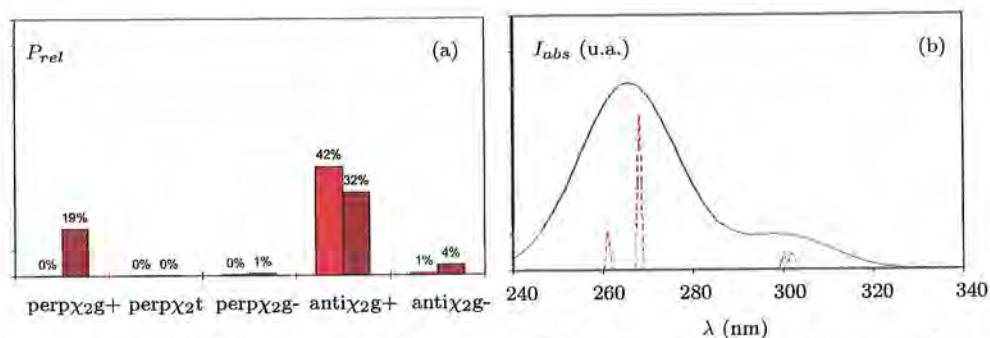 P_rel (a)
42%
32%
19%
0% 0% 0% 0% 1% 1% 4%
perpχ₂g+ perpχ₂t perpχ₂g- antiχ₂g+ antiχ₂g-
I_abs (u.a.) (b)
240 260 280 300 320 340
λ (nm)